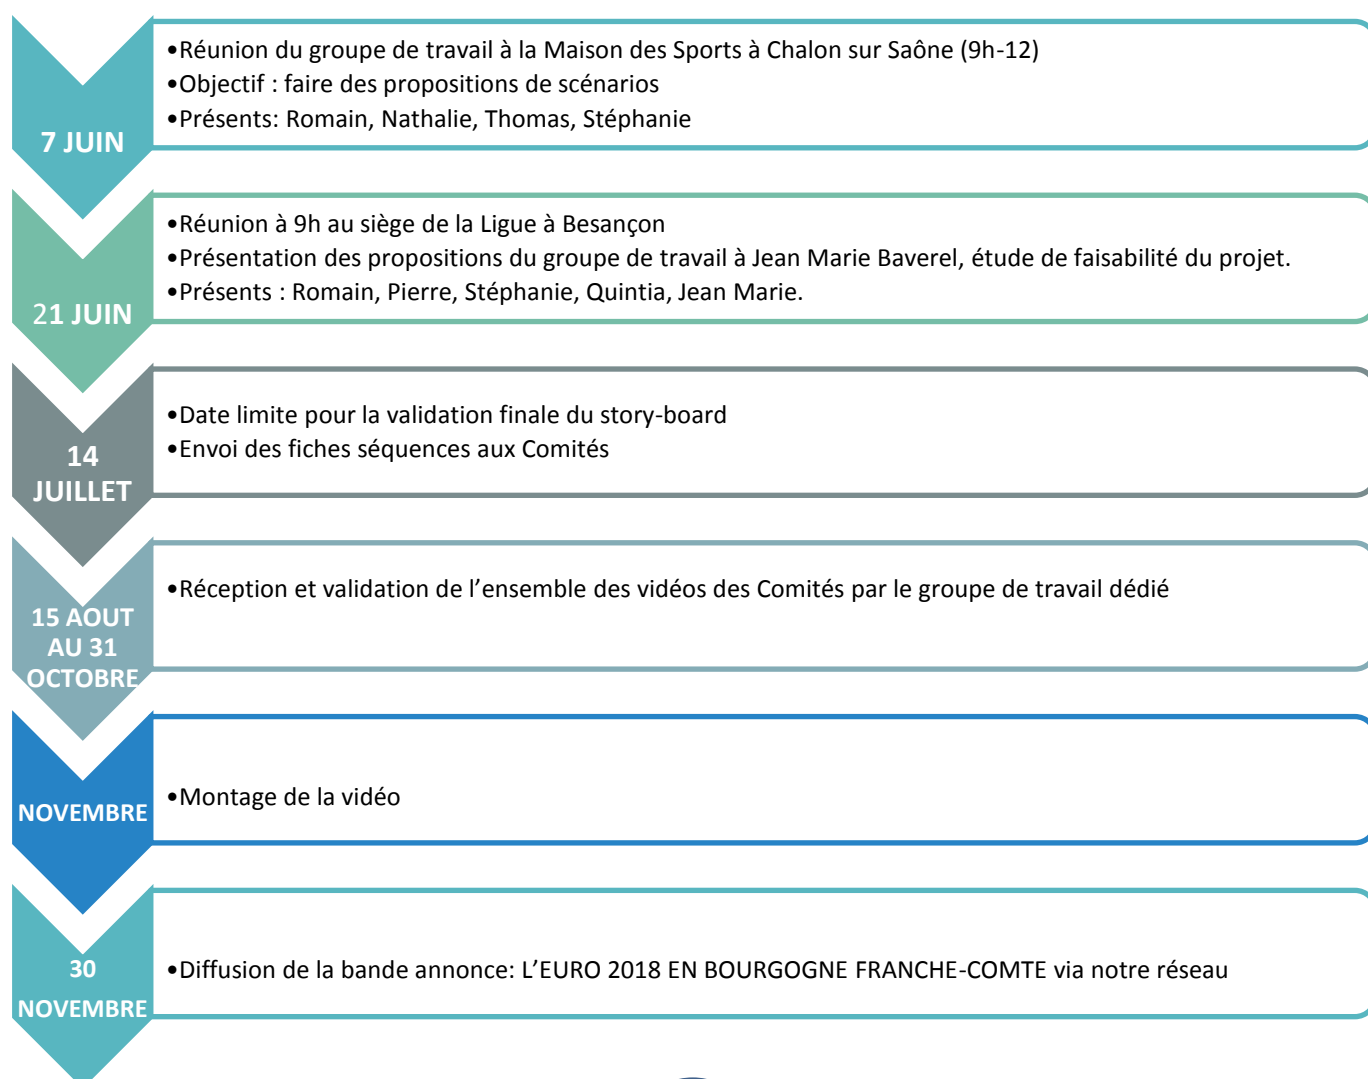 •Réunion du groupe de travail à la Maison des Sports à Chalon sur Saône (9h-12)
•Objectif : faire des propositions de scénarios
•Présents: Romain, Nathalie, Thomas, Stéphanie
7 JUIN
•Réunion à 9h au siège de la Ligue à Besançon
•Présentation des propositions du groupe de travail à Jean Marie Baverel, étude de faisabilité du projet.
•Présents : Romain, Pierre, Stéphanie, Quintia, Jean Marie.
21 JUIN
•Date limite pour la validation finale du story-board
•Envoi des fiches séquences aux Comités
14
JUILLET
•Réception et validation de l’ensemble des vidéos des Comités par le groupe de travail dédié
15 AOUT
AU 31
OCTOBRE
•Montage de la vidéo
NOVEMBRE
•Diffusion de la bande annonce: L’EURO 2018 EN BOURGOGNE FRANCHE-COMTE via notre réseau
30
NOVEMBRE